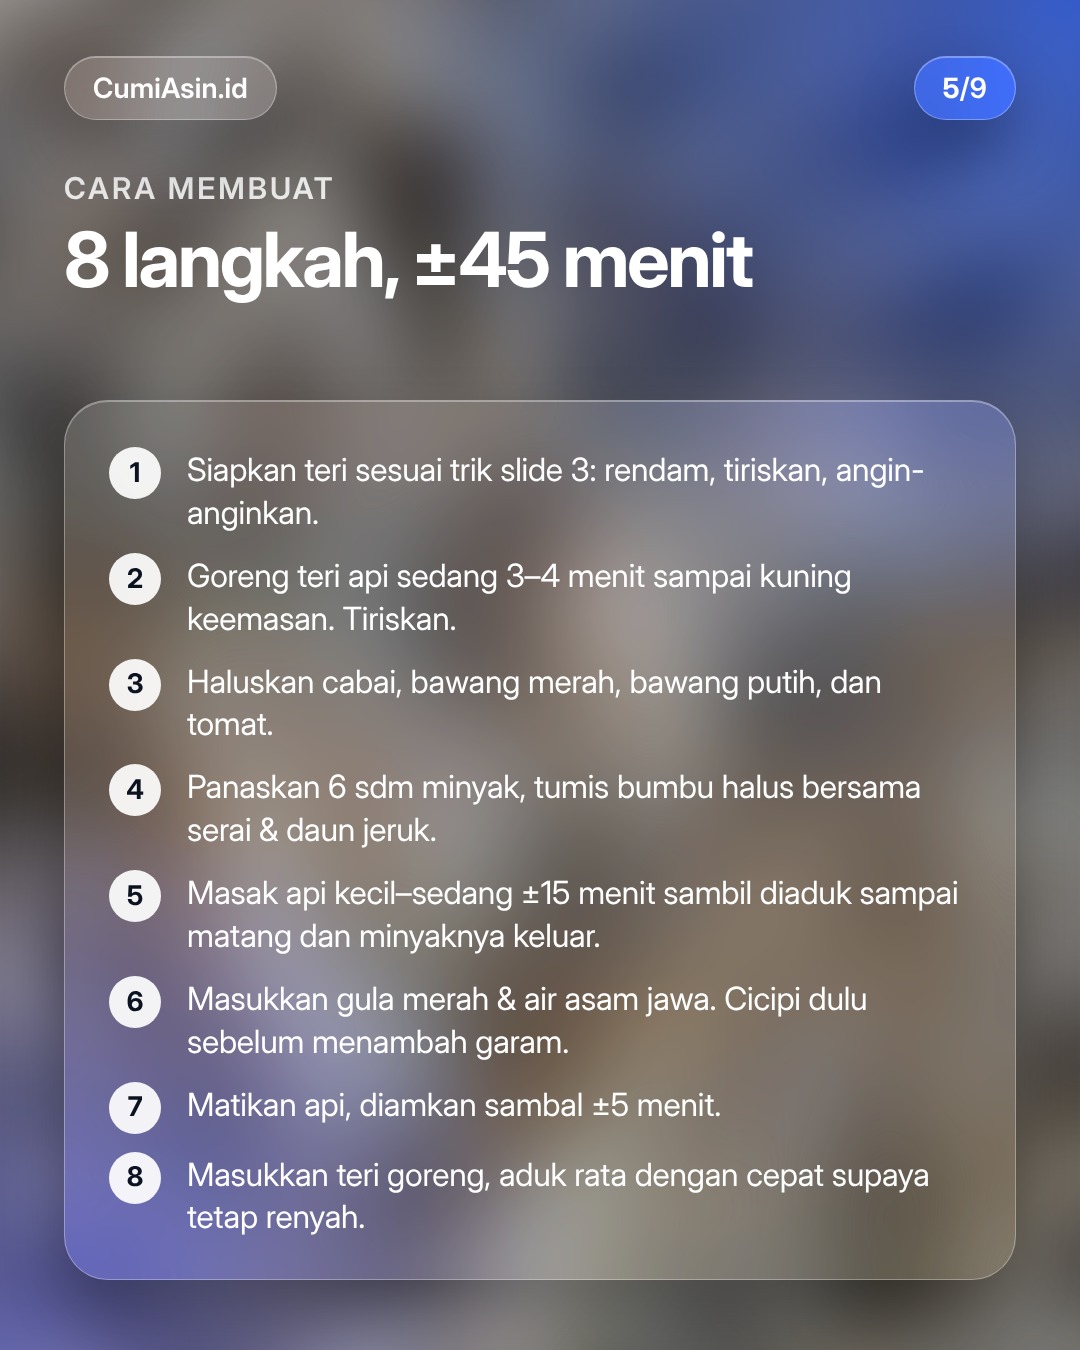 CumiAsin.id
5/9
CARA MEMBUAT
8 langkah, ±45 menit
1 Siapkan teri sesuai trik slide 3: rendam, tiriskan, angin-
anginkan.
2 Goreng teri api sedang 3–4 menit sampai kuning
keemasan. Tiriskan.
3 Haluskan cabai, bawang merah, bawang putih, dan
tomat.
4 Panaskan 6 sdm minyak, tumis bumbu halus bersama
serai & daun jeruk.
5 Masak api kecil–sedang ±15 menit sambil diaduk sampai
matang dan minyaknya keluar.
6 Masukkan gula merah & air asam jawa. Cicipi dulu
sebelum menambah garam.
7 Matikan api, diamkan sambal ±5 menit.
8 Masukkan teri goreng, aduk rata dengan cepat supaya
tetap renyah.